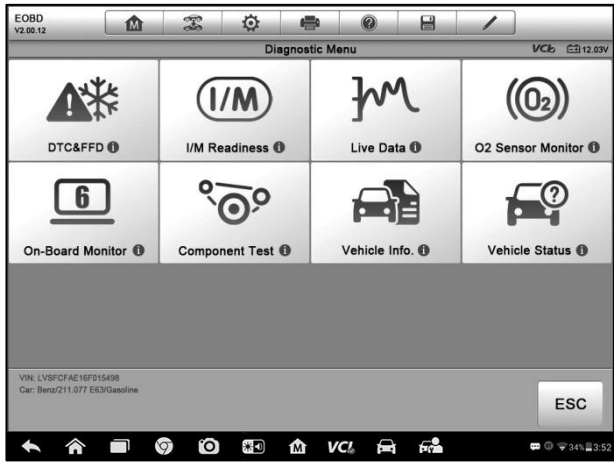 EOBD
V2.00.12
M
Diagnostic Menu
VCI 12.03V
I/M
O2
DTC&FFD i
I/M Readiness i
Live Data i
O2 Sensor Monitor i
6
On-Board Monitor i
Component Test i
Vehicle Info. i
Vehicle Status i
VIN: LVSFCFAE16F015498
Car: Benz/211.077 E63/Gasoline
ESC
M VCI 34% 3:52